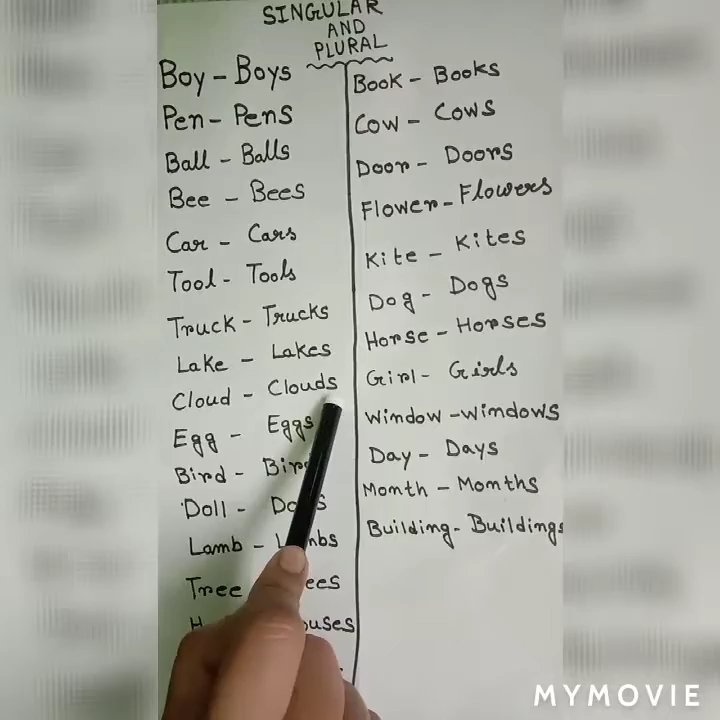 SINGULAR
AND
PLURAL
Boy - Boys
Pen - Pens
Ball - Balls
Bee - Bees
Car - Cars
Tool - Tools
Truck - Trucks
Lake - Lakes
Cloud - Clouds
Egg - Eggs
Bird -
Doll -
Lamb -
Tree
Book - Books
Cow - Cows
Door - Doors
Flower - Flowers
Kite - Kites
Dog - Dogs
Horse - Horses
Girl - Girls
Window - windows
Day - Days
Month - Months
Building - Buildings
MYMOVIE